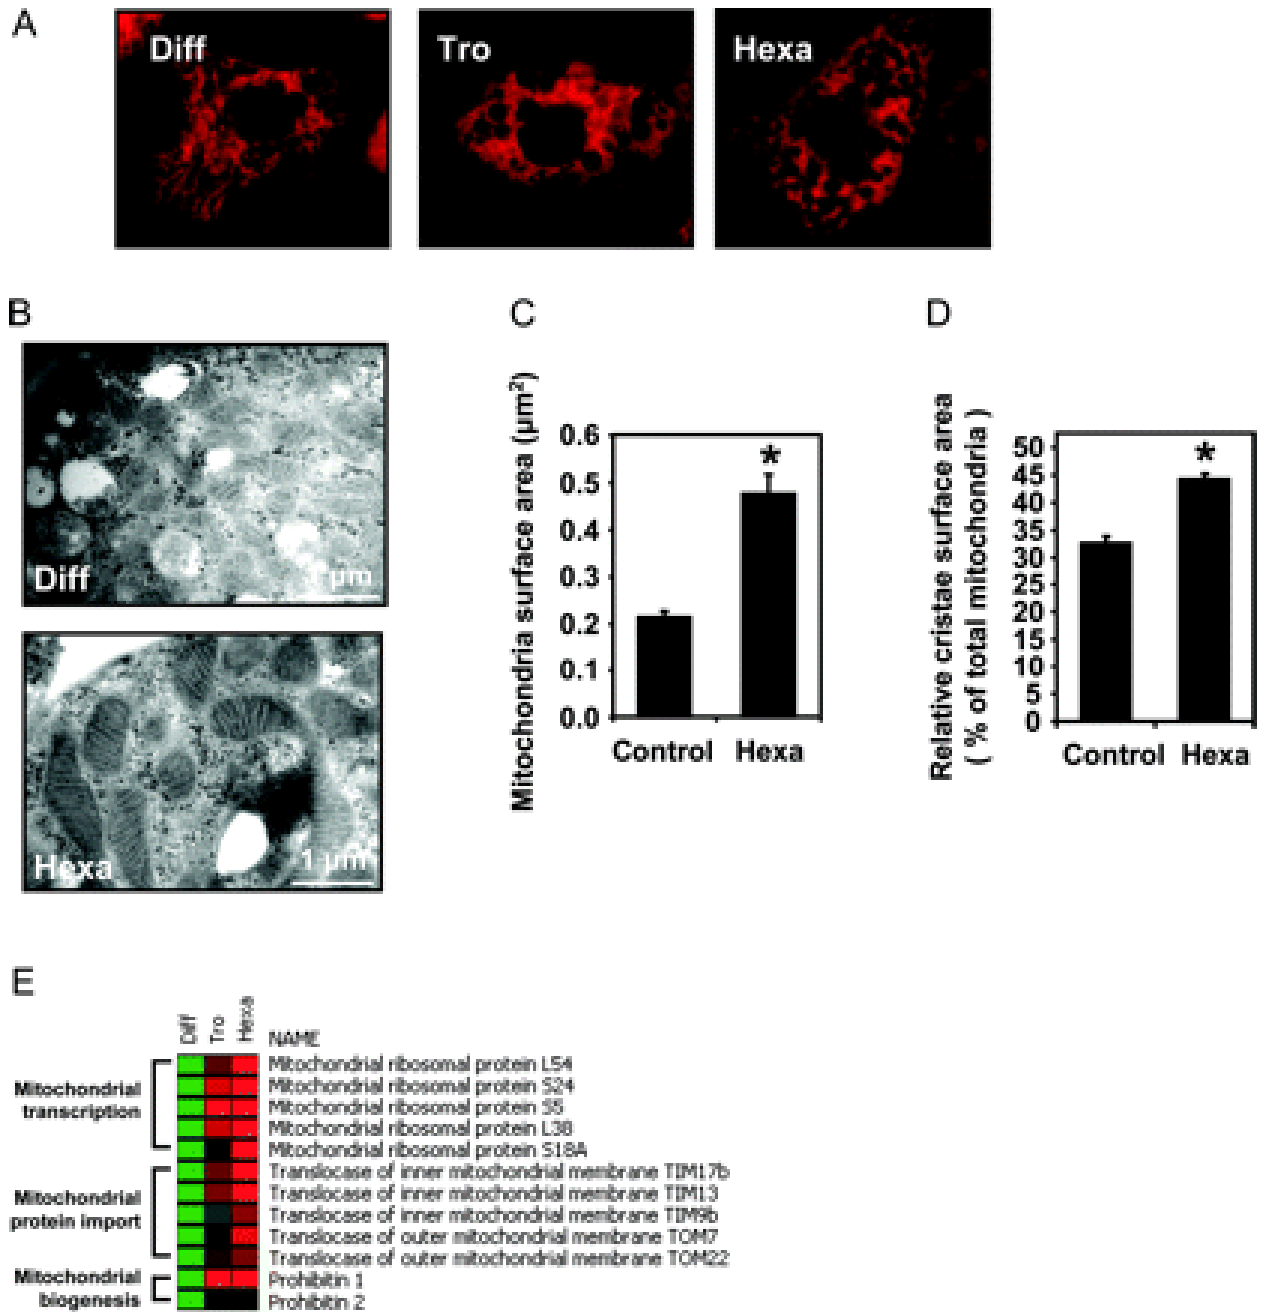 A
Diff
Tro
Hexa
B
Diff
1 µm
Hexa
1 µm
C
Mitochondria surface area (µm²)
0.6
0.5
0.4
0.3
0.2
0.1
0.0
*
Control Hexa
D
Relative cristae surface area
( % of total mitochondria )
50
45
40
35
30
25
20
15
10
5
0
*
Control Hexa
E
Diff
Tro
Hexa
NAME
Mitochondrial
transcription
Mitochondrial ribosomal protein L54
Mitochondrial ribosomal protein S24
Mitochondrial ribosomal protein S5
Mitochondrial ribosomal protein L38
Mitochondrial ribosomal protein S18A
Mitochondrial
protein import
Translocase of inner mitochondrial membrane TIM17b
Translocase of inner mitochondrial membrane TIM13
Translocase of inner mitochondrial membrane TIM9b
Translocase of outer mitochondrial membrane TOM7
Translocase of outer mitochondrial membrane TOM22
Mitochondrial
biogenesis
Prohibitin 1
Prohibitin 2